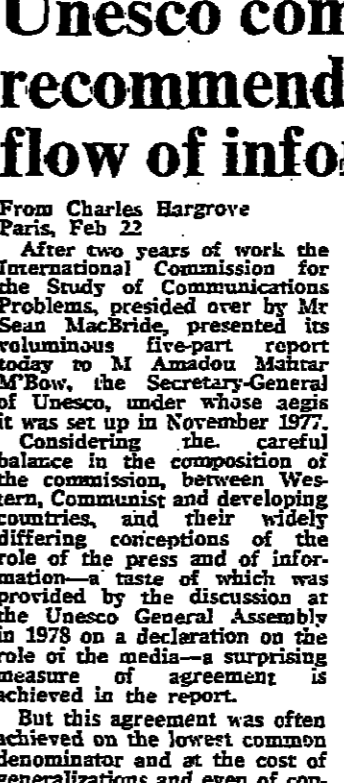 Unesco com
recommend
flow of infor
From Charles Hargrove
Paris, Feb 22
After two years of work the
International Commission for
the Study of Communications
Problems, presided over by Mr
Sean MacBride, presented its
voluminous five-part report
today to M Amadou Mahtar
M'Bow, the Secretary-General
of Unesco, under whose aegis
it was set up in November 1977.
Considering the careful
balance in the composition of
the commission, between Wes-
tern, Communist and developing
countries, and their widely
differing conceptions of the
role of the press and of infor-
mation—a taste of which was
provided by the discussion at
the Unesco General Assembly
in 1978 on a declaration on the
role of the media—a surprising
measure of agreement is
achieved in the report.
But this agreement was often
achieved on the lowest common
denominator and at the cost of
generalizations and even of con-